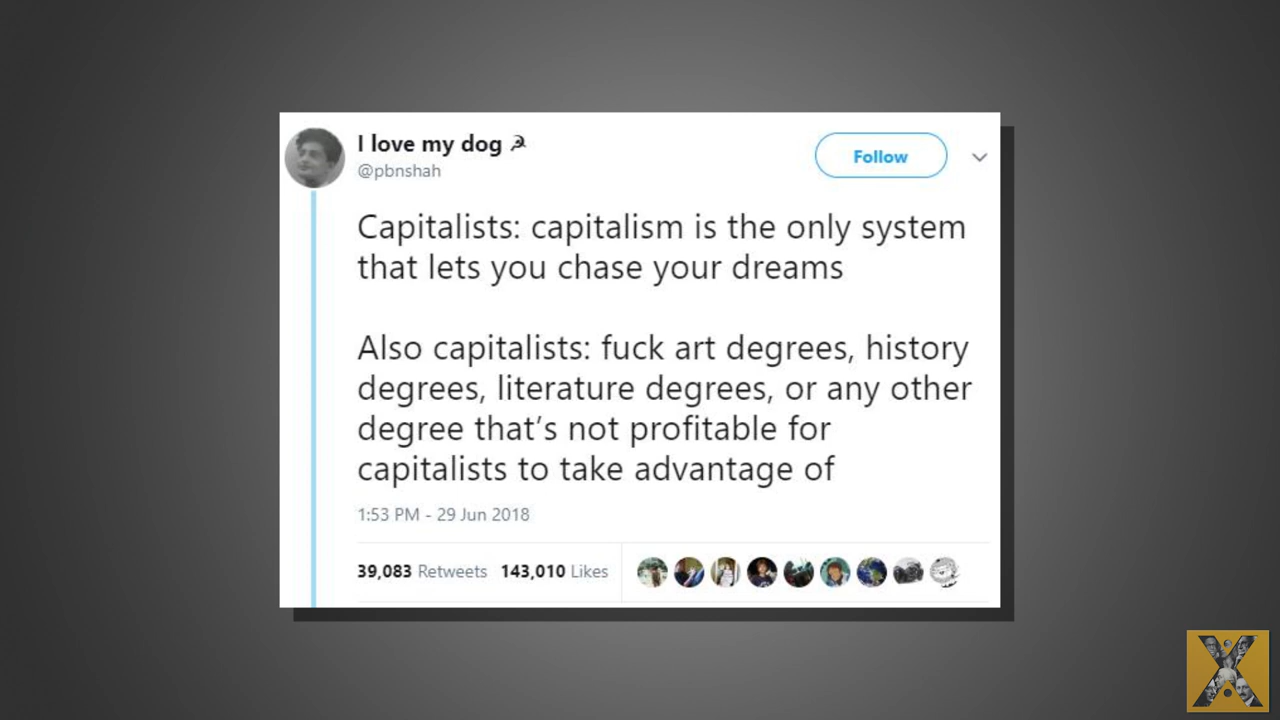 I love my dog ☭
@pbnshah
Follow
Capitalists: capitalism is the only system
that lets you chase your dreams
Also capitalists: fuck art degrees, history
degrees, literature degrees, or any other
degree that's not profitable for
capitalists to take advantage of
1:53 PM - 29 Jun 2018
39,083 Retweets 143,010 Likes
X